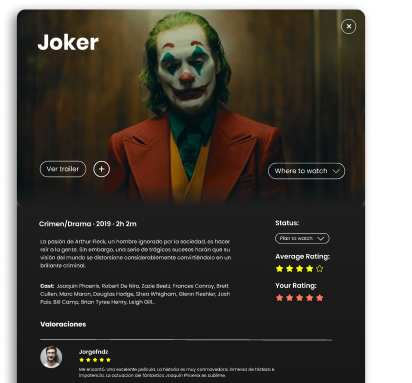 Joker
×
Ver trailer
+
Where to watch
Crimen/Drama · 2019 · 2h 2m
Status:
Plan to watch
La pasión de Arthur Fleck, un hombre ignorado por la sociedad, es hacer
reír a la gente. Sin embargo, una serie de trágicos sucesos harán que su
visión del mundo se distorsione considerablemente convirtiéndolo en un
brillante criminal.
Average Rating:
Your Rating:
Cast: Joaquin Phoenix, Robert De Niro, Zazie Beetz, Frances Conroy, Brett
Cullen, Marc Maron, Douglas Hodge, Shea Whigham, Glenn Fleshler, Josh
Pais, Bill Camp, Brian Tyree Henry, Leigh Gill...
Valoraciones
Jorgefndz
Me encantó. Una excelente película. La historia es muy conmovedora, inmensa de tristeza e
impotencia. La actuación del fantástico Joaquin Phoenix es sublime.